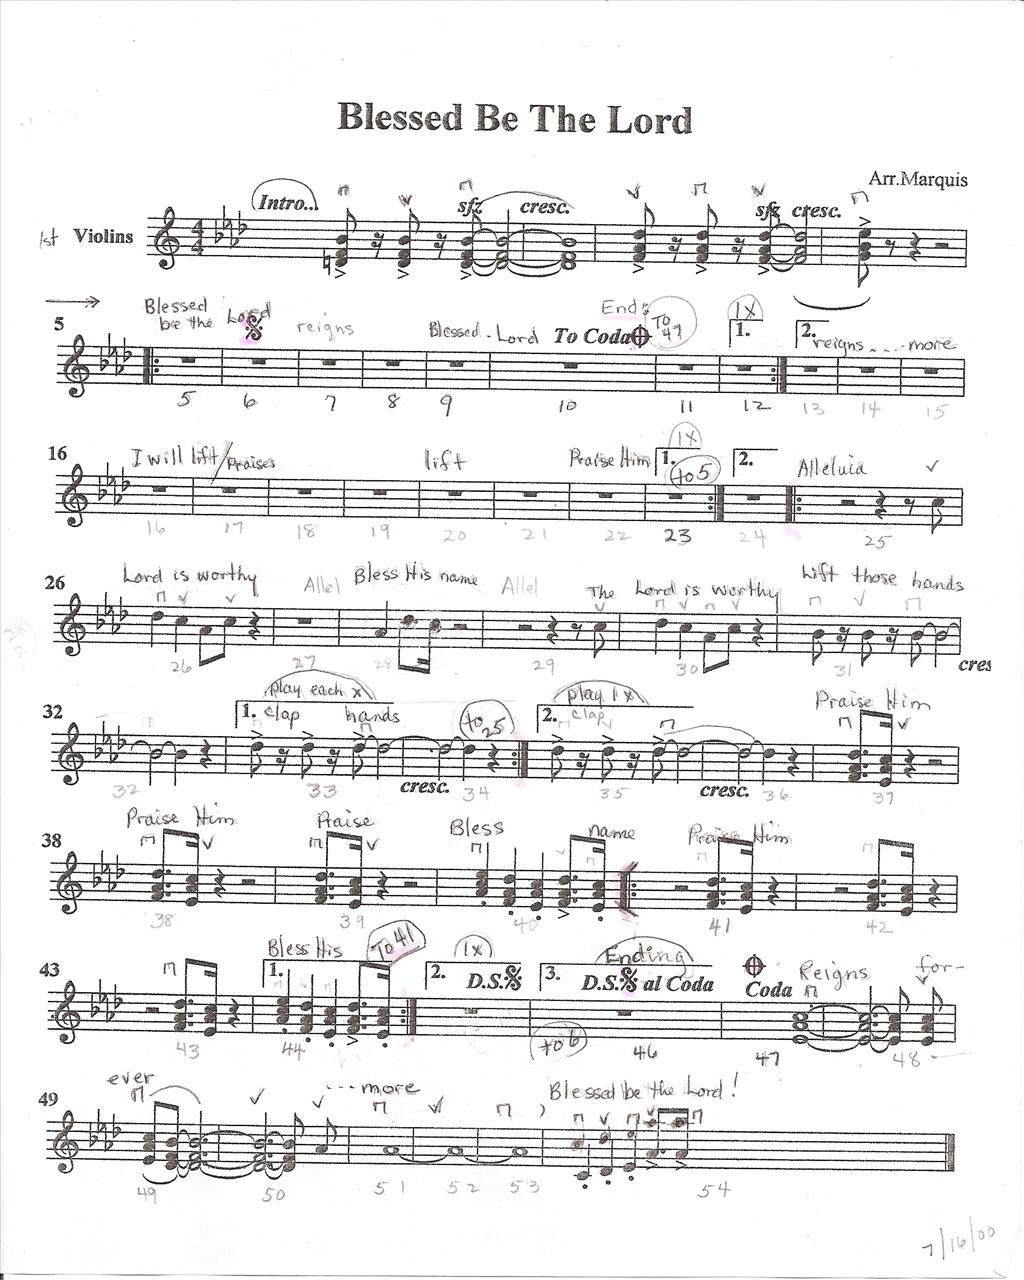 Blessed Be The Lord
Arr.Marquis
Intro...
sfz cresc. sfz cresc.
1st Violins
5 Blessed be the Lord reigns Blessed - Lord To Coda End: To 47 1X 1. 2. reigns .... more
5 6 7 8 9 10 11 12 13 14 15
16 I will lift / Praises lift Praise Him 1X 1. to 5 2. Alleluia
16 17 18 19 20 21 22 23 24 25
26 Lord is worthy Allel Bless His name Allel The Lord is worthy Lift those hands
28 ?
26 27 28 29 30 31 cres
32 1. play each x clap hands to 25 2. play 1x clap Praise Him
32 33 cresc. 34 35 cresc. 36 37
38 Praise Him Praise Bless name Praise Him
38 39 40 41 42
43 Bless His 1. To 41 2. 1x D.S. 3. Ending D.S. al Coda Coda Reigns for-
43 44 to 6 46 47 48
49 ever ---more Blessed be the Lord!
49 50 51 52 53 54
7/16/00